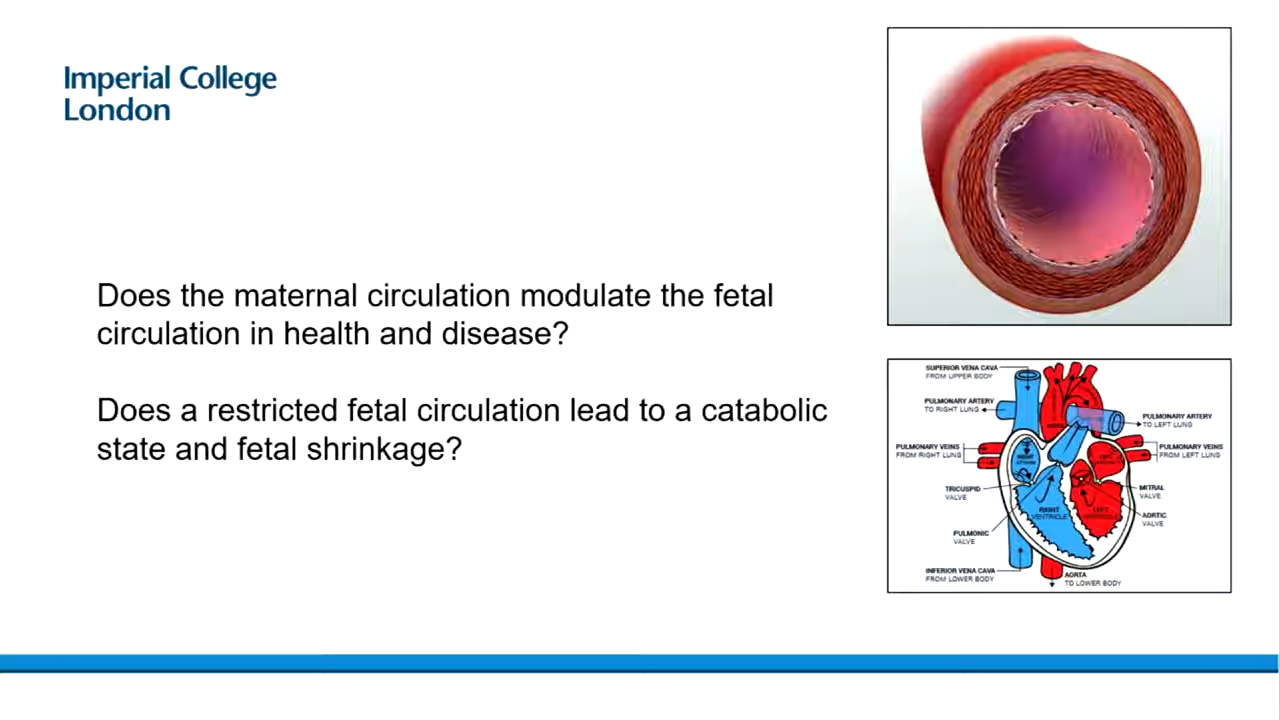 Imperial College
London
Does the maternal circulation modulate the fetal
circulation in health and disease?
Does a restricted fetal circulation lead to a catabolic
state and fetal shrinkage?
SUPERIOR VENA CAVA
FROM UPPER BODY
PULMONARY ARTERY
TO RIGHT LUNG
PULMONARY ARTERY
TO LEFT LUNG
PULMONARY VEINS
FROM RIGHT LUNG
PULMONARY VEINS
FROM LEFT LUNG
TRICUSPID
VALVE
MITRAL
VALVE
RIGHT
VENTRICLE
LEFT
AORTIC
VALVE
PULMONIC
VALVE
INFERIOR VENA CAVA
FROM LOWER BODY
AORTA
TO LOWER BODY